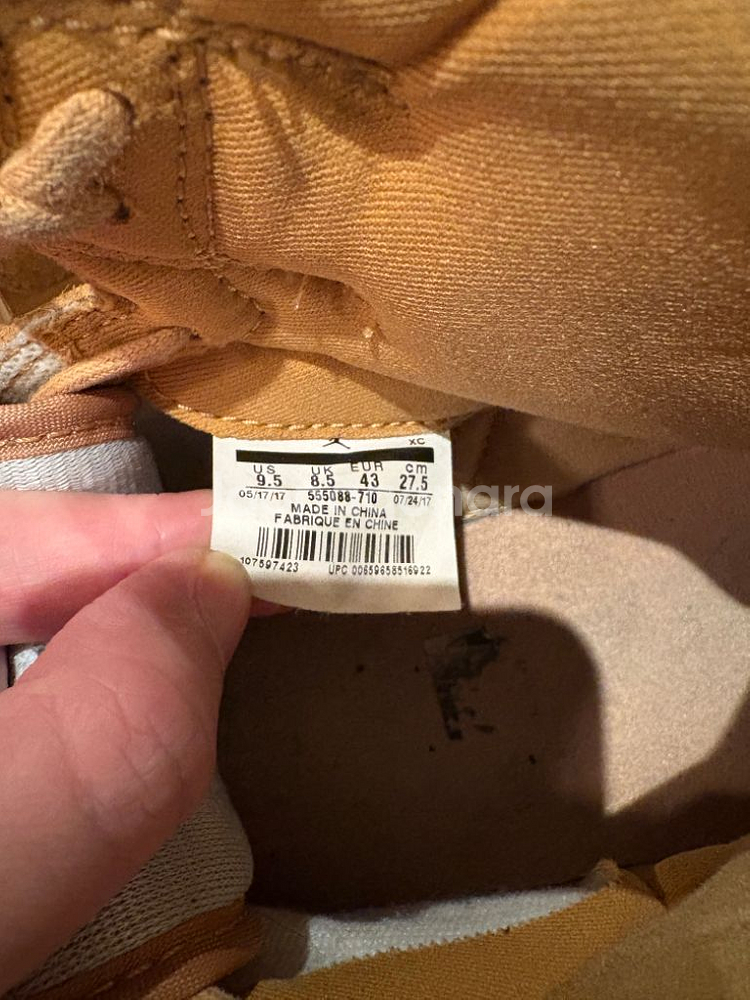 XC
US UK EUR cm
9.5 8.5 43 27.5
05/17/17 555088-710 07/24/17
MADE IN CHINA
FABRIQUE EN CHINE
107597423 UPC 00659658516922